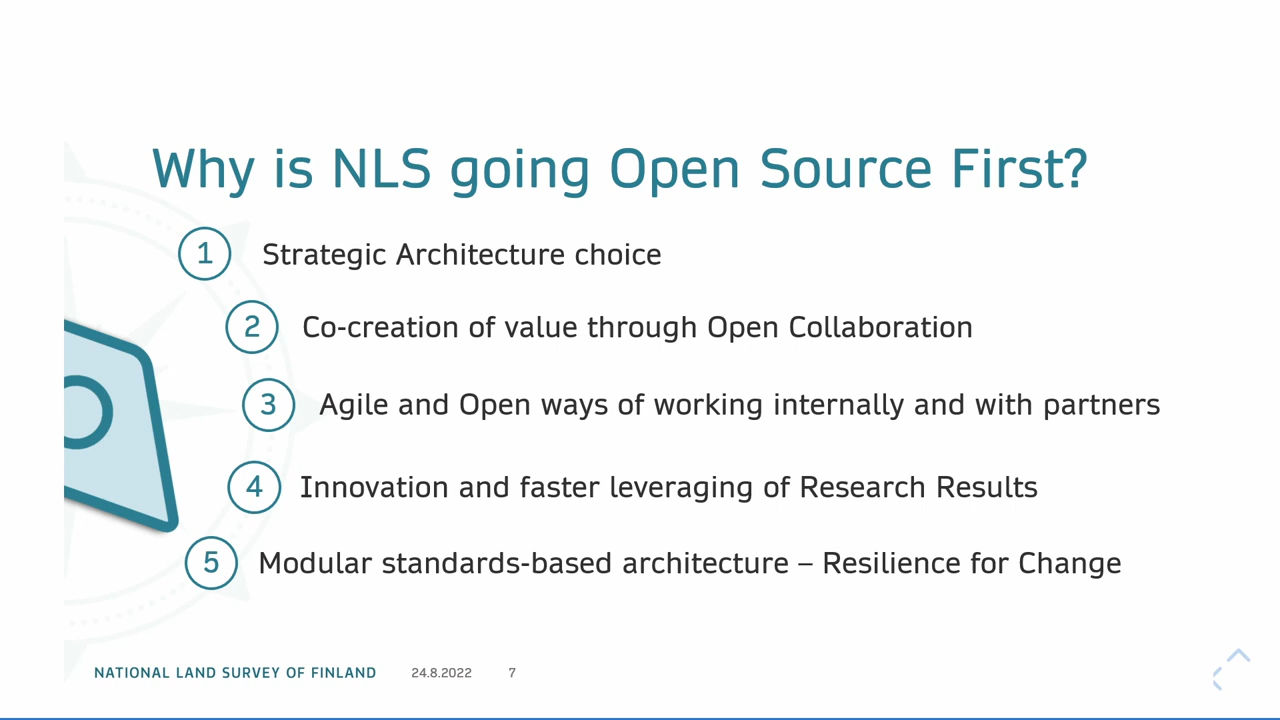 Why is NLS going Open Source First?
1 Strategic Architecture choice
2 Co-creation of value through Open Collaboration
3 Agile and Open ways of working internally and with partners
4 Innovation and faster leveraging of Research Results
5 Modular standards-based architecture – Resilience for Change
NATIONAL LAND SURVEY OF FINLAND 24.8.2022 7